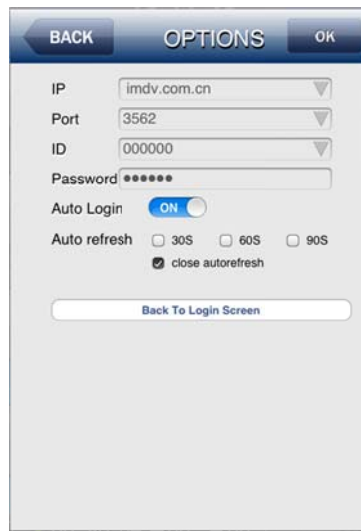 BACK OPTIONS OK
IP imdv.com.cn
Port 3562
ID 000000
Password ●●●●●●
Auto Login ON
Auto refresh 30S 60S 90S
close autorefresh
Back To Login Screen